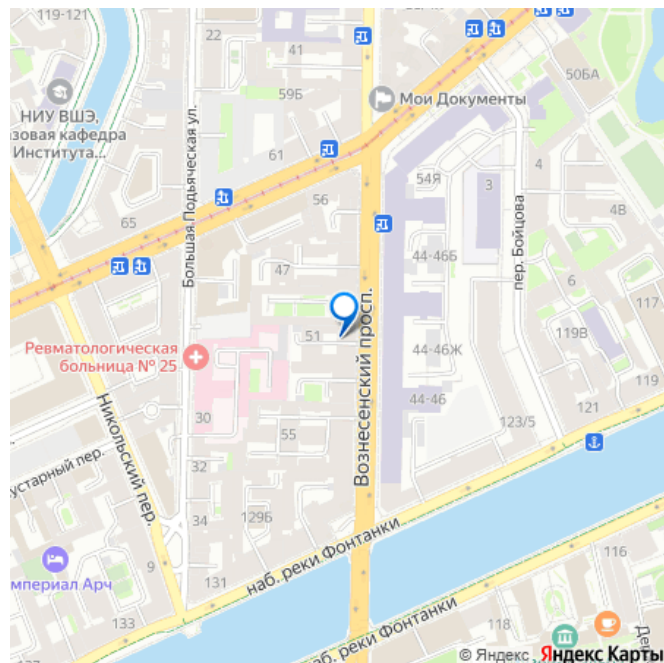 119-121
22
41
59Б
50БА
НИУ ВШЭ,
азовая кафедра
Института...
Мои Документы
Большая Подьяческая ул.
61
54Я
3
4
пер. Бойцова
56
65
4В
44-46Б
47
6
Вознесенский просп.
51
119В
Ревматологическая
больница № 25
44-46Ж
119
44-46
121
30
123/5
Никольский пер.
55
устарный пер.
32
129Б
34
наб. реки Фонтанки
мпериал Арч
9
131
116
133
118
наб. реки Фонтанки
© Яндекс Яндекс Карты